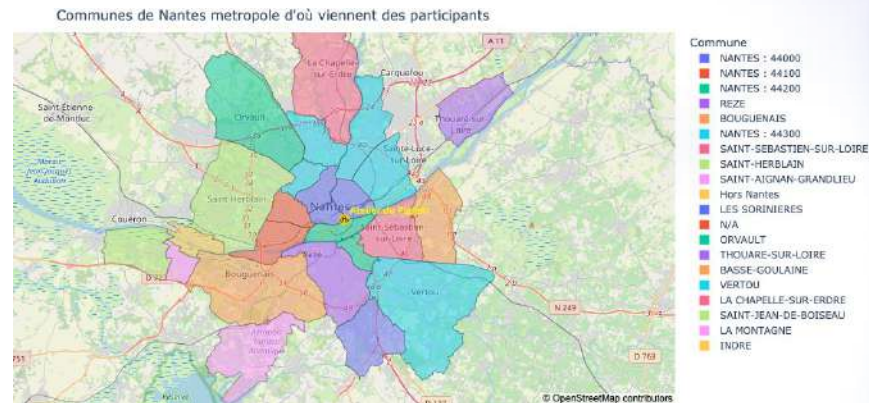 Communes de Nantes metropole d'où viennent des participants
A 11
La Chapelle-
sur-Erdre
Carquefou
Saint-Étienne
de-Montluc
Orvault
Thouaré-sur-
Loire
Sainte-Luce
sur-Loire
Saint Herblain
Nantes
Couëron
Saint-Sébastien
sur-Loire
Rezé
D 723
Bouguenais
Vertou
N 249
D 763
751
© OpenStreetMap contributors
Commune
NANTES : 44000
NANTES : 44100
NANTES : 44200
REZE
BOUGUENAIS
NANTES : 44300
SAINT-SEBASTIEN-SUR-LOIRE
SAINT-HERBLAIN
SAINT-AIGNAN-GRANDLIEU
Hors Nantes
LES SORINIERES
N/A
ORVAULT
THOUARE-SUR-LOIRE
BASSE-GOULAINE
VERTOU
LA CHAPELLE-SUR-ERDRE
SAINT-JEAN-DE-BOISEAU
LA MONTAGNE
INDRE